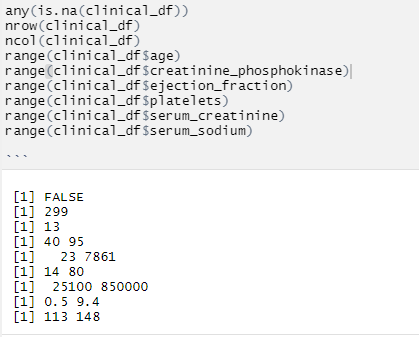 any(is.na(clinical_df))
nrow(clinical_df)
ncol(clinical_df)
range(clinical_df$age)
range(clinical_df$creatinine_phosphokinase)
range(clinical_df$ejection_fraction)
range(clinical_df$platelets)
range(clinical_df$serum_creatinine)
range(clinical_df$serum_sodium)
```
[1] FALSE
[1] 299
[1] 13
[1] 40 95
[1]   23 7861
[1] 14 80
[1]  25100 850000
[1] 0.5 9.4
[1] 113 148